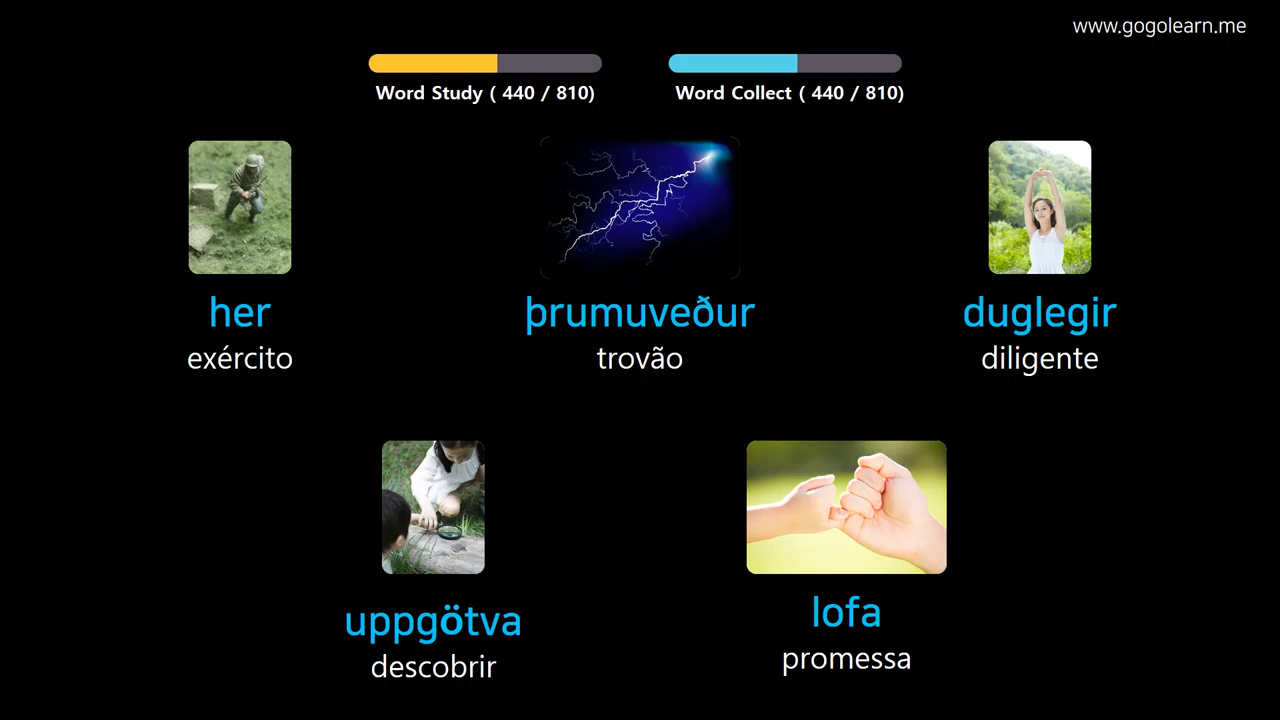 www.gogolearn.me
Word Study ( 440 / 810)
Word Collect ( 440 / 810)
her
exército
þrumuveður
trovão
duglegir
diligente
uppgötva
descobrir
lofa
promessa